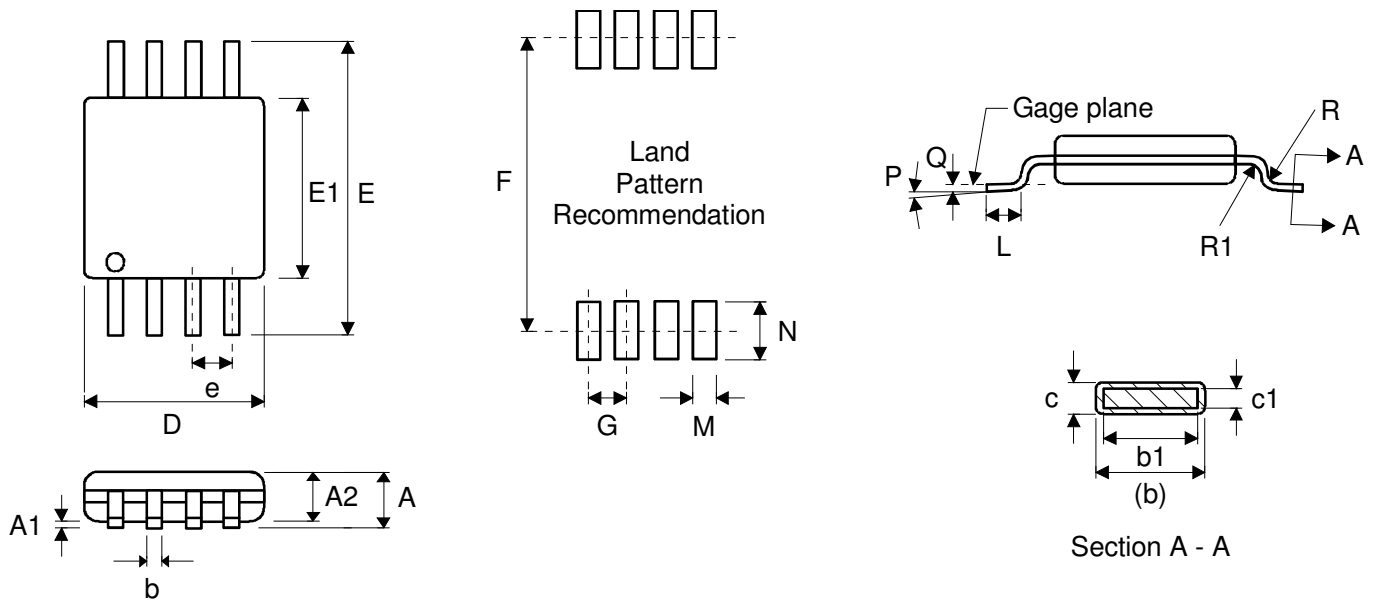 E1
E
e
D
A1
A2
A
b
F
Land
Pattern
Recommendation
N
G
M
Gage plane
R
Q
P
A
A
L
R1
c
c1
b1
(b)
Section A - A